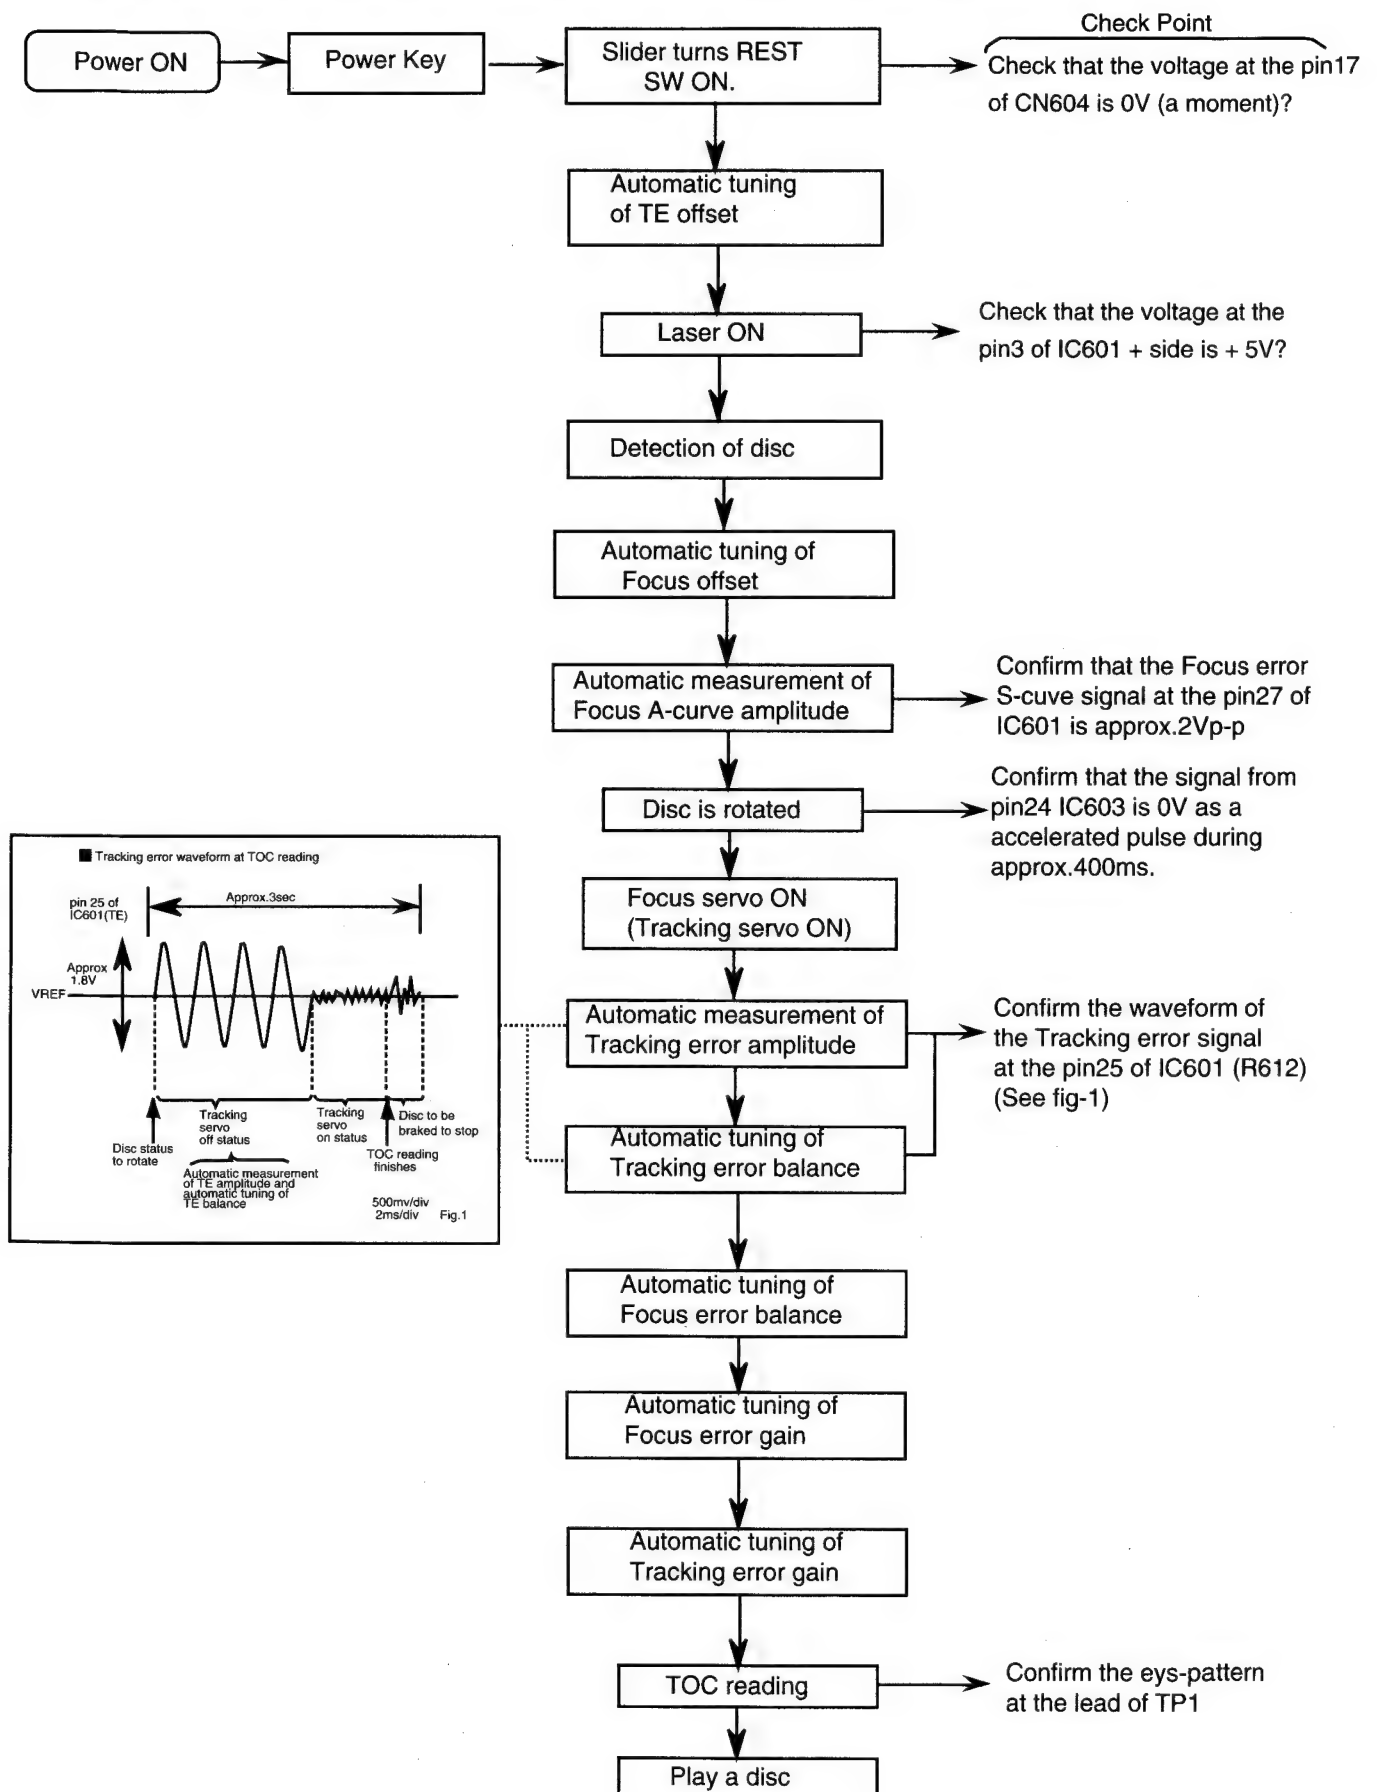 Check Point
Power ON
Power Key
Slider turns REST
SW ON.
Check that the voltage at the pin17
of CN604 is 0V (a moment)?
Automatic tuning
of TE offset
Laser ON
Check that the voltage at the
pin3 of IC601 + side is + 5V?
Detection of disc
Automatic tuning of
Focus offset
Automatic measurement of
Focus A-curve amplitude
Confirm that the Focus error
S-cuve signal at the pin27 of
IC601 is approx.2Vp-p
Disc is rotated
Confirm that the signal from
pin24 IC603 is 0V as a
accelerated pulse during
approx.400ms.
Focus servo ON
(Tracking servo ON)
■ Tracking error waveform at TOC reading
pin 25 of
IC601(TE)
Approx.3sec
Approx
1.8V
VREF
Tracking
servo
off status
Tracking
servo
on status
Disc to be
braked to stop
Disc status
to rotate
TOC reading
finishes
Automatic measurement
of TE amplitude and
automatic tuning of
TE balance
500mv/div
2ms/div
Fig.1
Automatic measurement of
Tracking error amplitude
Confirm the waveform of
the Tracking error signal
at the pin25 of IC601 (R612)
(See fig-1)
Automatic tuning of
Tracking error balance
Automatic tuning of
Focus error balance
Automatic tuning of
Focus error gain
Automatic tuning of
Tracking error gain
TOC reading
Confirm the eys-pattern
at the lead of TP1
Play a disc